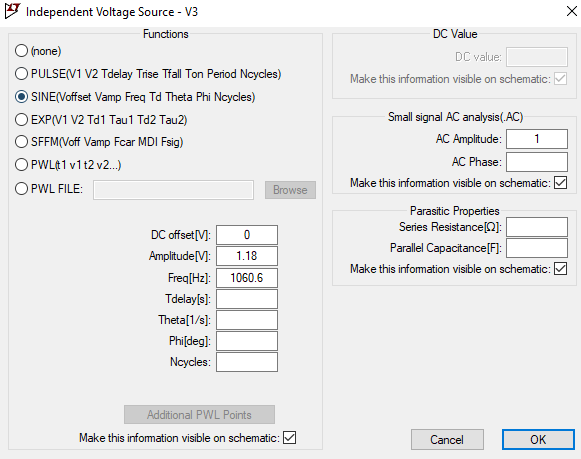 Independent Voltage Source - V3
Functions
(none)
PULSE(V1 V2 Tdelay Trise Tfall Ton Period Ncycles)
SINE(Voffset Vamp Freq Td Theta Phi Ncycles)
EXP(V1 V2 Td1 Tau1 Td2 Tau2)
SFFM(Voff Vamp Fcar MDI Fsig)
PWL(t1 v1 t2 v2...)
PWL FILE:
Browse
DC offset[V]: 0
Amplitude[V]: 1.18
Freq[Hz]: 1060.6
Tdelay[s]:
Theta[1/s]:
Phi[deg]:
Ncycles:
Additional PWL Points
Make this information visible on schematic:
DC Value
DC value:
Make this information visible on schematic:
Small signal AC analysis(.AC)
AC Amplitude: 1
AC Phase:
Make this information visible on schematic:
Parasitic Properties
Series Resistance[Ω]:
Parallel Capacitance[F]:
Make this information visible on schematic:
Cancel
OK